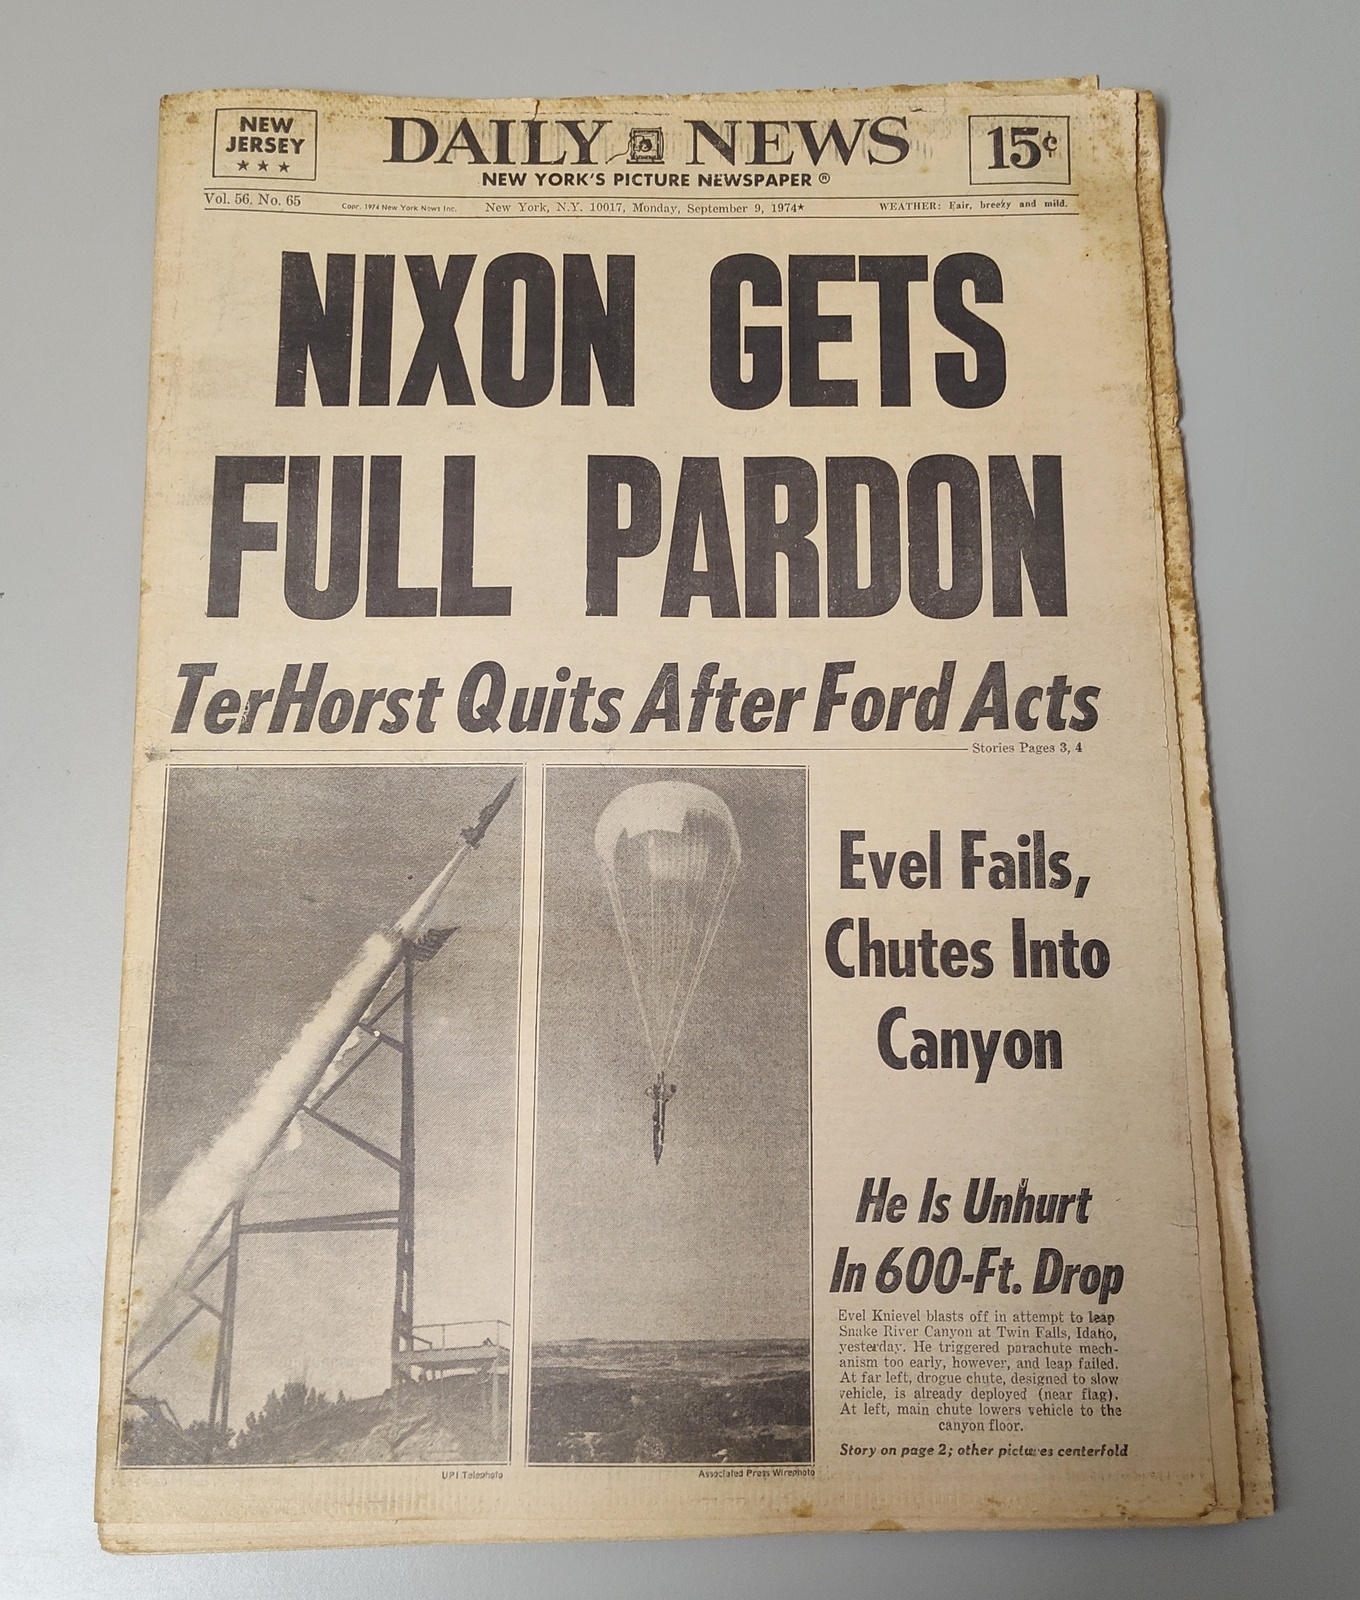 NEW
JERSEY
★ ★ ★
DAILY NEWS
NEW YORK'S PICTURE NEWSPAPER ®
15¢
Vol. 56. No. 65
Copr. 1974 New York News Inc.
New York, N.Y. 10017, Monday, September 9, 1974★
WEATHER: Fair, breezy and mild.
NIXON GETS
FULL PARDON
TerHorst Quits After Ford Acts
Stories Pages 3, 4
Evel Fails,
Chutes Into
Canyon
He Is Unhurt
In 600-Ft. Drop
Evel Knievel blasts off in attempt to leap
Snake River Canyon at Twin Falls, Idaho,
yesterday. He triggered parachute mech-
anism too early, however, and leap failed.
At far left, drogue chute, designed to slow
vehicle, is already deployed (near flag).
At left, main chute lowers vehicle to the
canyon floor.
Story on page 2; other pictures centerfold
UPI Telephoto
Associated Press Wirephoto